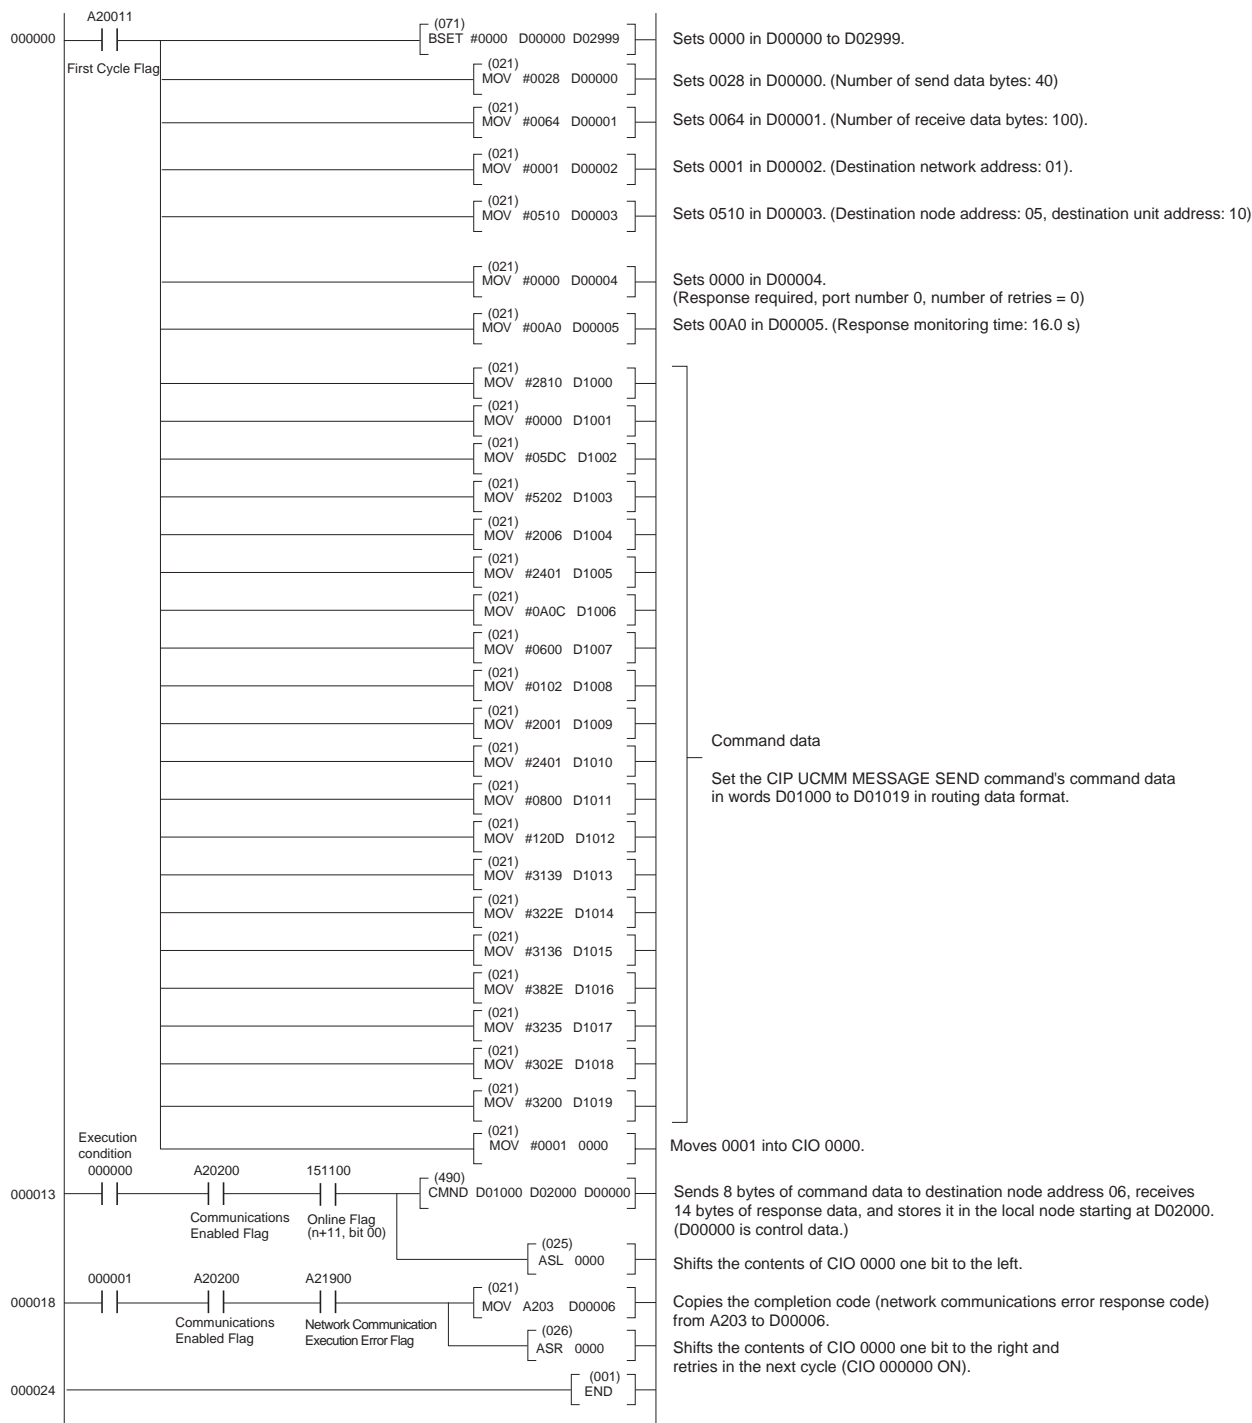 A20011
000000
First Cycle Flag
(071)
BSET #0000 D00000 D02999
Sets 0000 in D00000 to D02999.
(021)
MOV #0028 D00000
Sets 0028 in D00000. (Number of send data bytes: 40)
(021)
MOV #0064 D00001
Sets 0064 in D00001. (Number of receive data bytes: 100).
(021)
MOV #0001 D00002
Sets 0001 in D00002. (Destination network address: 01).
(021)
MOV #0510 D00003
Sets 0510 in D00003. (Destination node address: 05, destination unit address: 10)
(021)
MOV #0000 D00004
Sets 0000 in D00004.
(Response required, port number 0, number of retries = 0)
(021)
MOV #00A0 D00005
Sets 00A0 in D00005. (Response monitoring time: 16.0 s)
(021)
MOV #2810 D1000
(021)
MOV #0000 D1001
(021)
MOV #05DC D1002
(021)
MOV #5202 D1003
(021)
MOV #2006 D1004
(021)
MOV #2401 D1005
(021)
MOV #0A0C D1006
(021)
MOV #0600 D1007
(021)
MOV #0102 D1008
(021)
MOV #2001 D1009
(021)
MOV #2401 D1010
(021)
MOV #0800 D1011
(021)
MOV #120D D1012
(021)
MOV #3139 D1013
(021)
MOV #322E D1014
(021)
MOV #3136 D1015
(021)
MOV #382E D1016
(021)
MOV #3235 D1017
(021)
MOV #302E D1018
(021)
MOV #3200 D1019
Command data
Set the CIP UCMM MESSAGE SEND command's command data
in words D01000 to D01019 in routing data format.
(021)
MOV #0001 0000
Moves 0001 into CIO 0000.
Execution
condition
000000
A20200
151100
000013
Communications
Enabled Flag
Online Flag
(n+11, bit 00)
(490)
CMND D01000 D02000 D00000
Sends 8 bytes of command data to destination node address 06, receives
14 bytes of response data, and stores it in the local node starting at D02000.
(D00000 is control data.)
(025)
ASL 0000
Shifts the contents of CIO 0000 one bit to the left.
000001
A20200
A21900
000018
Communications
Enabled Flag
Network Communication
Execution Error Flag
(021)
MOV A203 D00006
Copies the completion code (network communications error response code)
from A203 to D00006.
(026)
ASR 0000
Shifts the contents of CIO 0000 one bit to the right and
retries in the next cycle (CIO 000000 ON).
000024
(001)
END